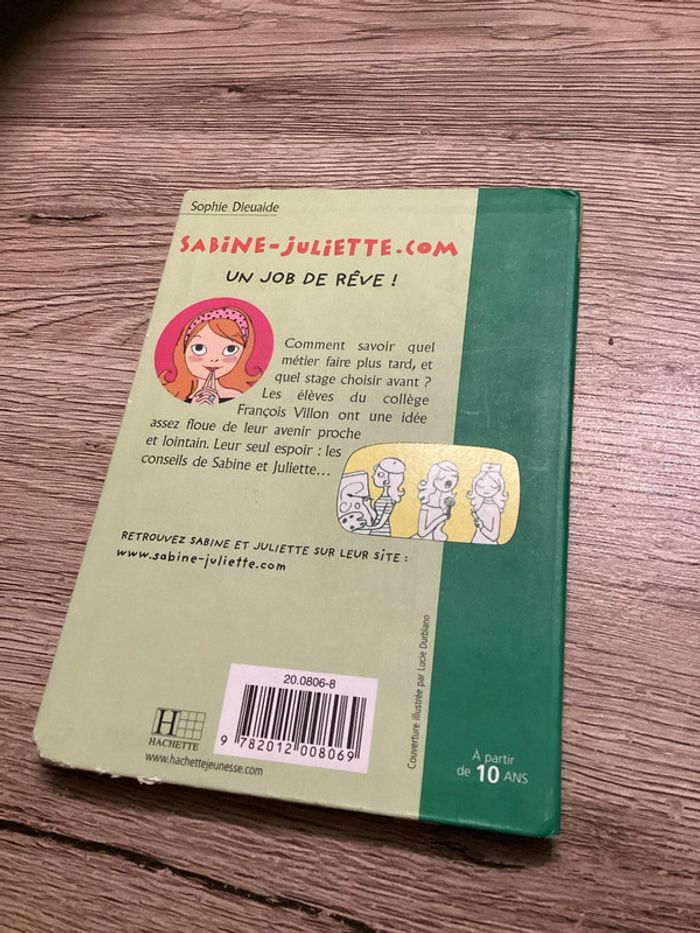 Sophie Dieuaide
SABINE-JULIETTE.COM
UN JOB DE RÊVE !
Comment savoir quel
métier faire plus tard, et
quel stage choisir avant ?
Les élèves du collège
François Villon ont une idée
assez floue de leur avenir proche
et lointain. Leur seul espoir : les
conseils de Sabine et Juliette...
RETROUVEZ SABINE ET JULIETTE SUR LEUR SITE :
www.sabine-juliette.com
Couverture illustrée par Lucie Durbiano
20.0806-8
9 782012 008069
H
HACHETTE
www.hachettejeunesse.com
À partir
de 10 ANS